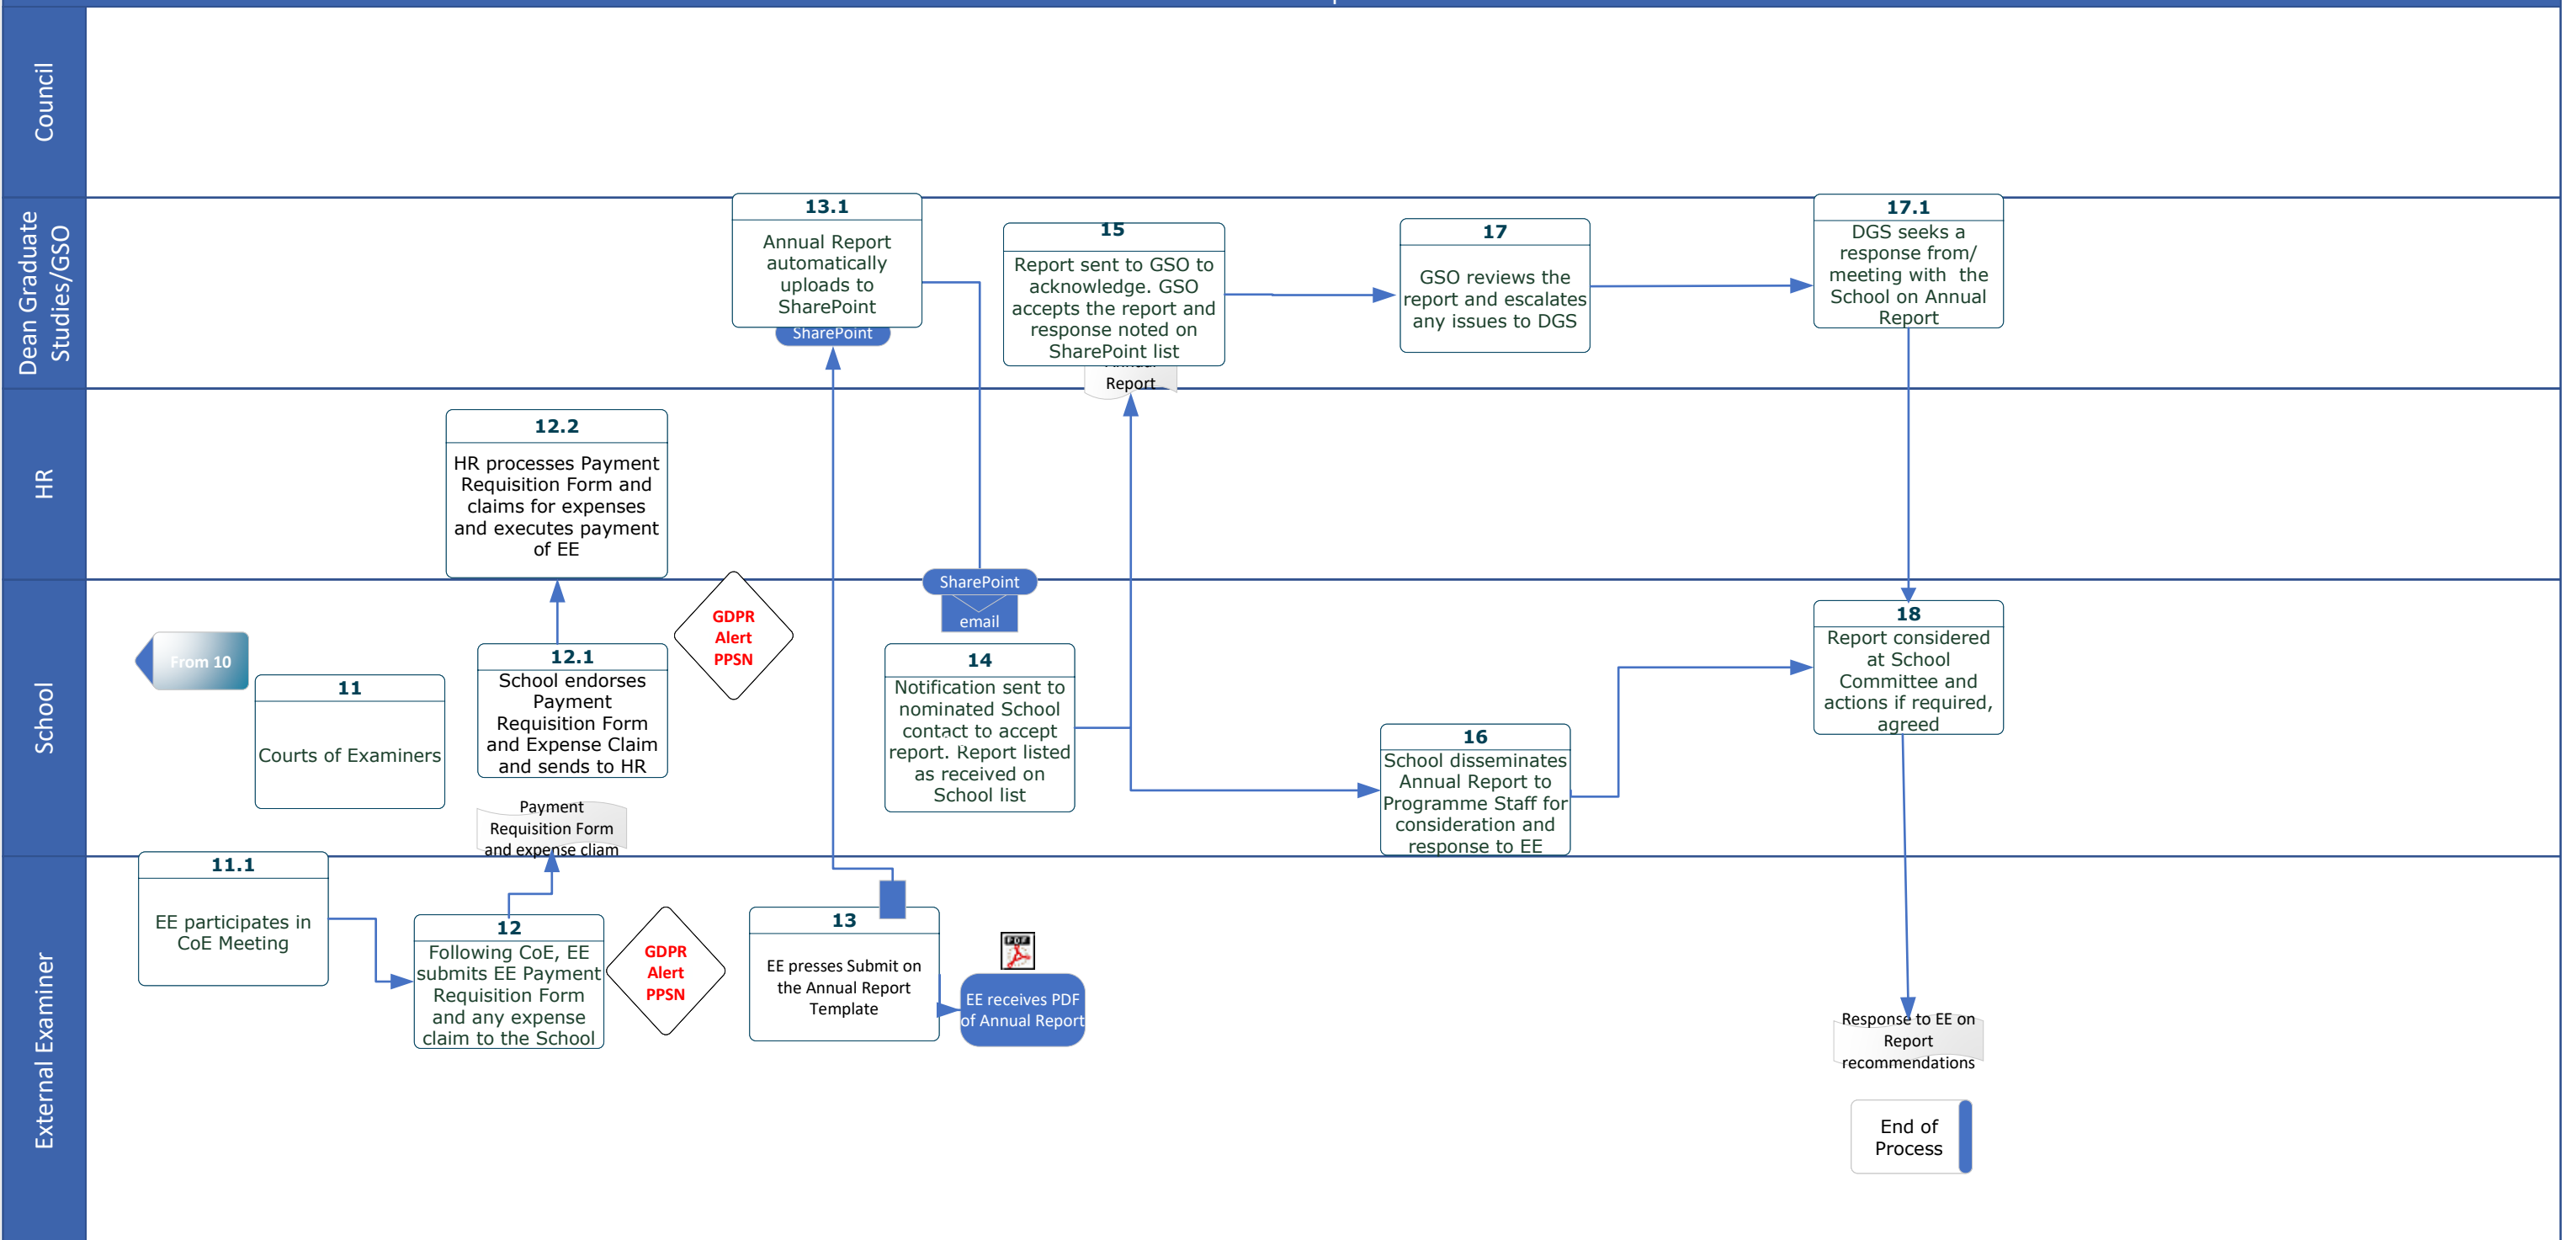 Council
Dean Graduate
Studies/GSO
13.1
Annual Report
automatically
uploads to
SharePoint
SharePoint
15
Report sent to GSO to
acknowledge. GSO
accepts the report and
response noted on
SharePoint list
Annual
Report
17
GSO reviews the
report and escalates
any issues to DGS
17.1
DGS seeks a
response from/
meeting with the
School on Annual
Report
HR
12.2
HR processes Payment
Requisition Form and
claims for expenses
and executes payment
of EE
School
From 10
11
Courts of Examiners
12.1
School endorses
Payment
Requisition Form
and Expense Claim
and sends to HR
GDPR
Alert
PPSN
Payment
Requisition Form
and expense cliam
SharePoint
email
14
Notification sent to
nominated School
contact to accept
report. Report listed
as received on
School list
16
School disseminates
Annual Report to
Programme Staff for
consideration and
response to EE
18
Report considered
at School
Committee and
actions if required,
agreed
External Examiner
11.1
EE participates in
CoE Meeting
12
Following CoE, EE
submits EE Payment
Requisition Form
and any expense
claim to the School
GDPR
Alert
PPSN
13
EE presses Submit on
the Annual Report
Template
PDF
EE receives PDF
of Annual Report
Response to EE on
Report
recommendations
End of
Process